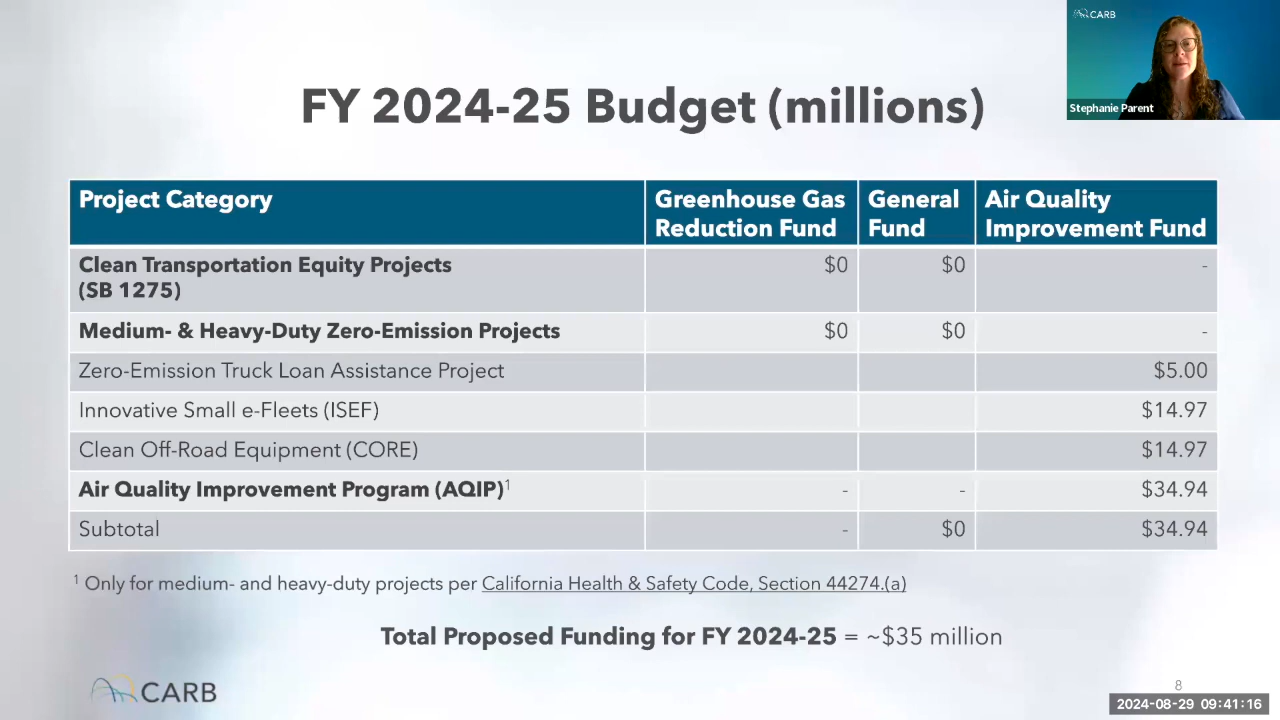 CARB
Stephanie Parent
FY 2024-25 Budget (millions)
Project Category
Greenhouse Gas
Reduction Fund
General
Fund
Air Quality
Improvement Fund
Clean Transportation Equity Projects
(SB 1275)
$0
$0
-
Medium- & Heavy-Duty Zero-Emission Projects
$0
$0
-
Zero-Emission Truck Loan Assistance Project
$5.00
Innovative Small e-Fleets (ISEF)
$14.97
Clean Off-Road Equipment (CORE)
$14.97
Air Quality Improvement Program (AQIP)¹
-
-
$34.94
Subtotal
-
$0
$34.94
¹ Only for medium- and heavy-duty projects per California Health & Safety Code, Section 44274.(a)
Total Proposed Funding for FY 2024-25 = ~$35 million
CARB
8
2024-08-29 09:41:16